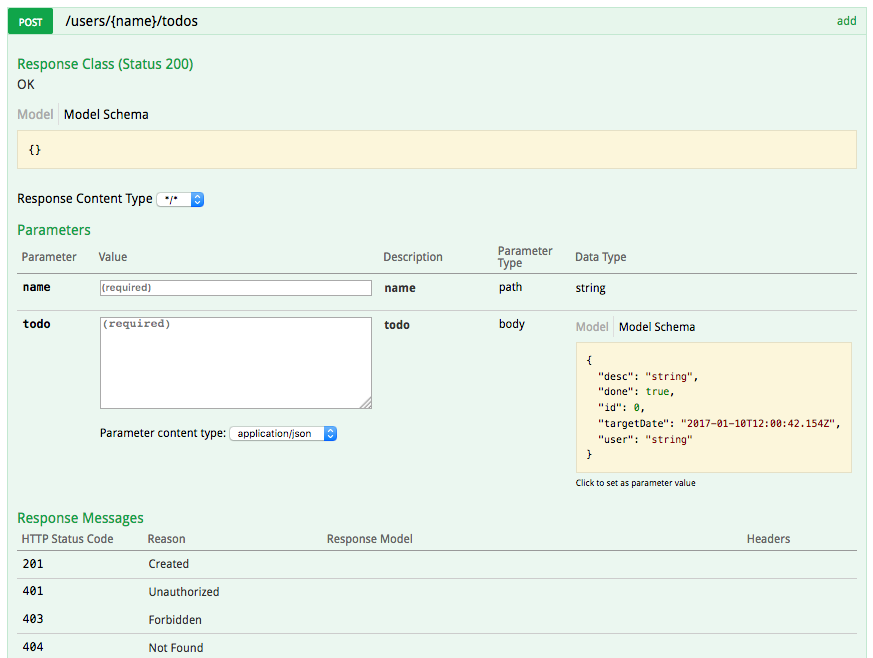 POST /users/{name}/todos add
Response Class (Status 200)
OK
Model Model Schema
{}
Response Content Type */*
Parameters
Parameter Value Description Parameter Type Data Type
name (required) name path string
todo (required) todo body Model Model Schema
{
"desc": "string",
"done": true,
"id": 0,
"targetDate": "2017-01-10T12:00:42.154Z",
"user": "string"
}
Parameter content type: application/json
Click to set as parameter value
Response Messages
HTTP Status Code Reason Response Model Headers
201 Created
401 Unauthorized
403 Forbidden
404 Not Found